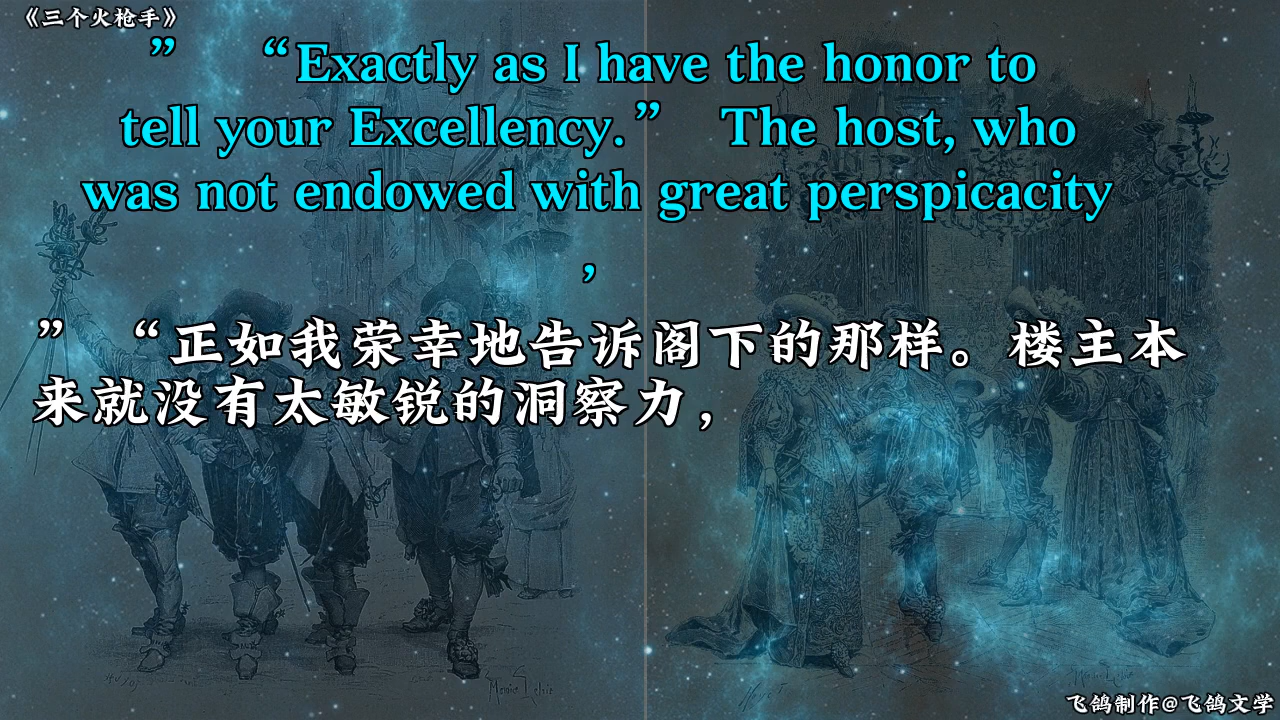 《三个火枪手》
” “Exactly as I have the honor to
tell your Excellency.” The host, who
was not endowed with great perspicacity
,
” “正如我荣幸地告诉阁下的那样。楼主本
来就没有太敏锐的洞察力，
飞鸽制作@飞鸽文学